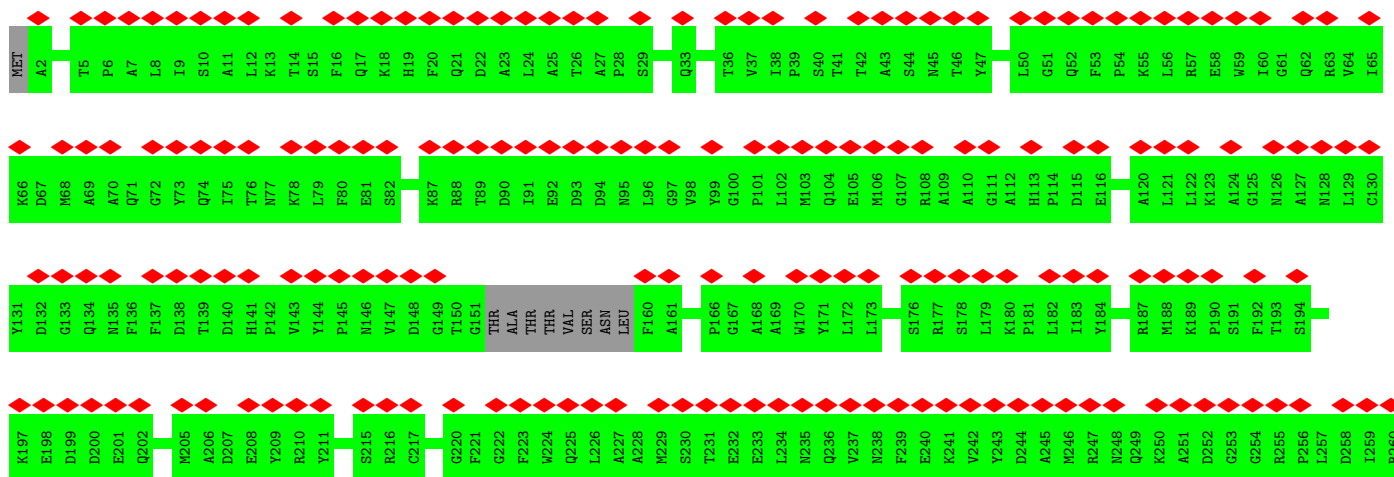 MET A2 T5 P6 A7 L8 I9 S10 A11 L12 K13 T14 S15 F16 Q17 K18 H19 F20 Q21 D22 A23 L24 A25 T26 A27 P28 S29 Q33 T36 V37 I38 P39 S40 T41 T42 A43 S44 N45 T46 Y47 L50 G51 Q52 F53 P54 K55 L56 R57 E58 W59 I60 G61 Q62 R63 V64 I65
K66 D67 M68 A69 A70 Q71 G72 Y73 Q74 I75 T76 N77 K78 L79 F80 E81 S82 K87 R88 T89 D90 I91 E92 D93 D94 N95 L96 G97 V98 Y99 G100 P101 L102 M103 Q104 E105 M106 G107 R108 A109 A110 G111 A112 H113 P114 D115 E116 A120 L121 L122 K123 A124 G125 N126 A127 N128 L129 C130
Y131 D132 G133 Q134 N135 F136 F137 D138 T139 D140 H141 P142 V143 Y144 P145 N146 V147 D148 G149 T150 G151 THR ALA THR THR VAL SER ASN LEU F160 A161 P166 G167 A168 A169 W170 Y171 L172 L173 S176 R177 S178 L179 K180 P181 L182 I183 Y184 R187 M188 K189 P190 S191 F192 T193 S194
K197 E198 D199 D200 E201 Q202 M205 A206 D207 E208 Y209 R210 Y211 S215 R216 C217 G220 F221 G222 F223 W224 Q225 L226 A227 A228 M229 S230 T231 E232 E233 L234 N235 Q236 V237 N238 F239 E240 K241 V242 Y243 D244 A245 M246 R247 N248 Q249 K250 A251 D252 G253 G254 R255 P256 L257 D258 I259